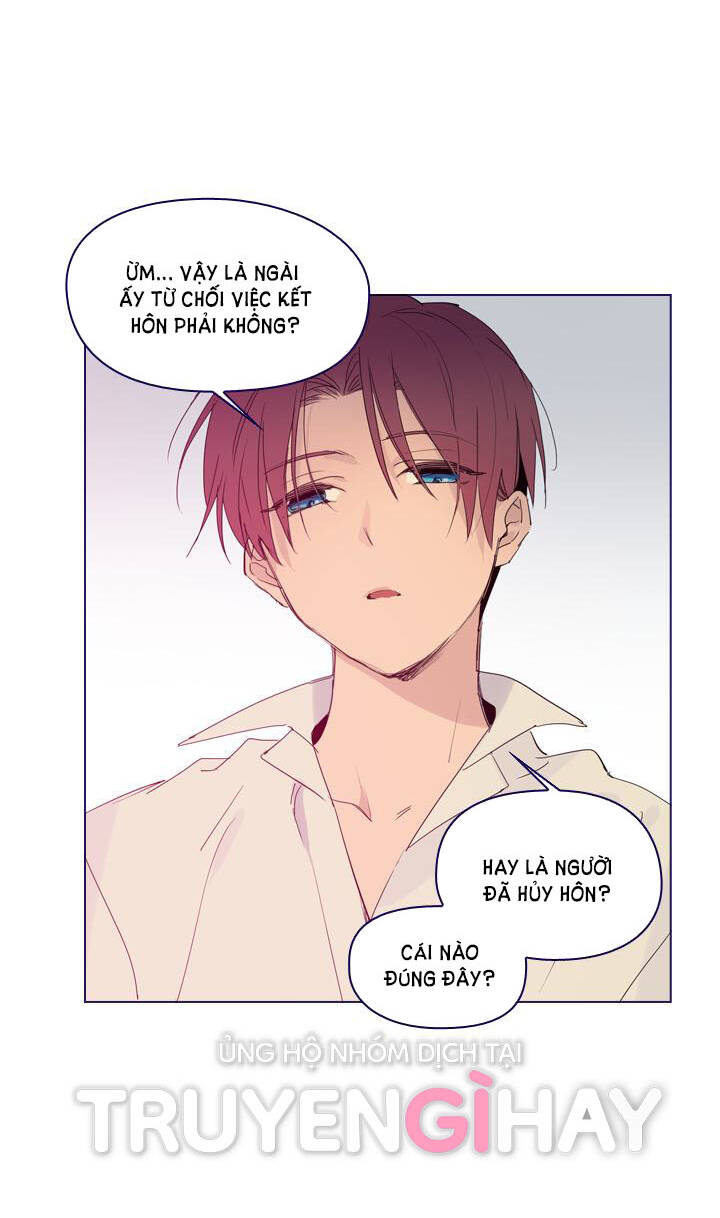 ỪM... VẬY LÀ NGÀI
ẤY TỪ CHỐI VIỆC KẾT
HÔN PHẢI KHÔNG?
HAY LÀ NGƯỜI
ĐÃ HỦY HÔN?
CÁI NÀO
ĐÚNG ĐÂY?
ỦNG HỘ NHÓM DỊCH TẠI
TRUYENGÌHAY